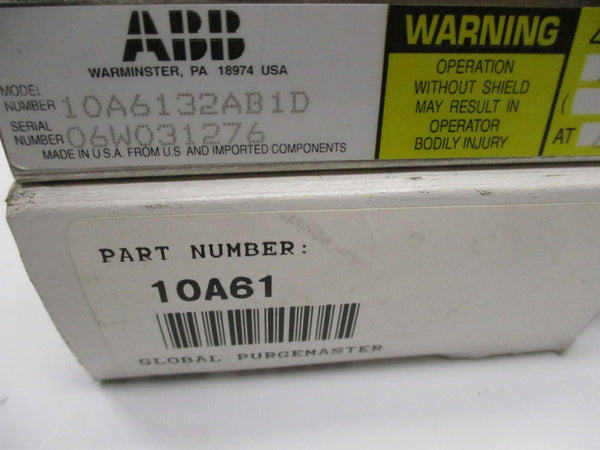 ABB
WARMINSTER, PA 18974 USA
MODEL
NUMBER 10A6132AB1D
SERIAL
NUMBER 06W031276
MADE IN U.S.A. FROM U.S. AND IMPORTED COMPONENTS
WARNING
OPERATION
WITHOUT SHIELD
MAY RESULT IN
OPERATOR
BODILY INJURY
AT
PART NUMBER:
10A61
GLOBAL PURGEMASTER